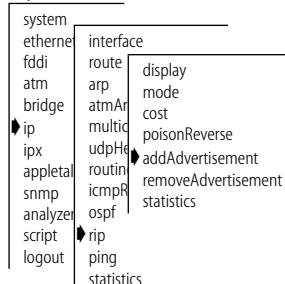 system
ethernet
fddi
atm
bridge
ip
ipx
appletal
snmp
analyzer
script
logout
interface
route
arp
atmAr
multic
udpHe
routin
icmpR
ospf
rip
ping
statistics
display
mode
cost
poisonReverse
addAdvertisement
removeAdvertisement
statistics